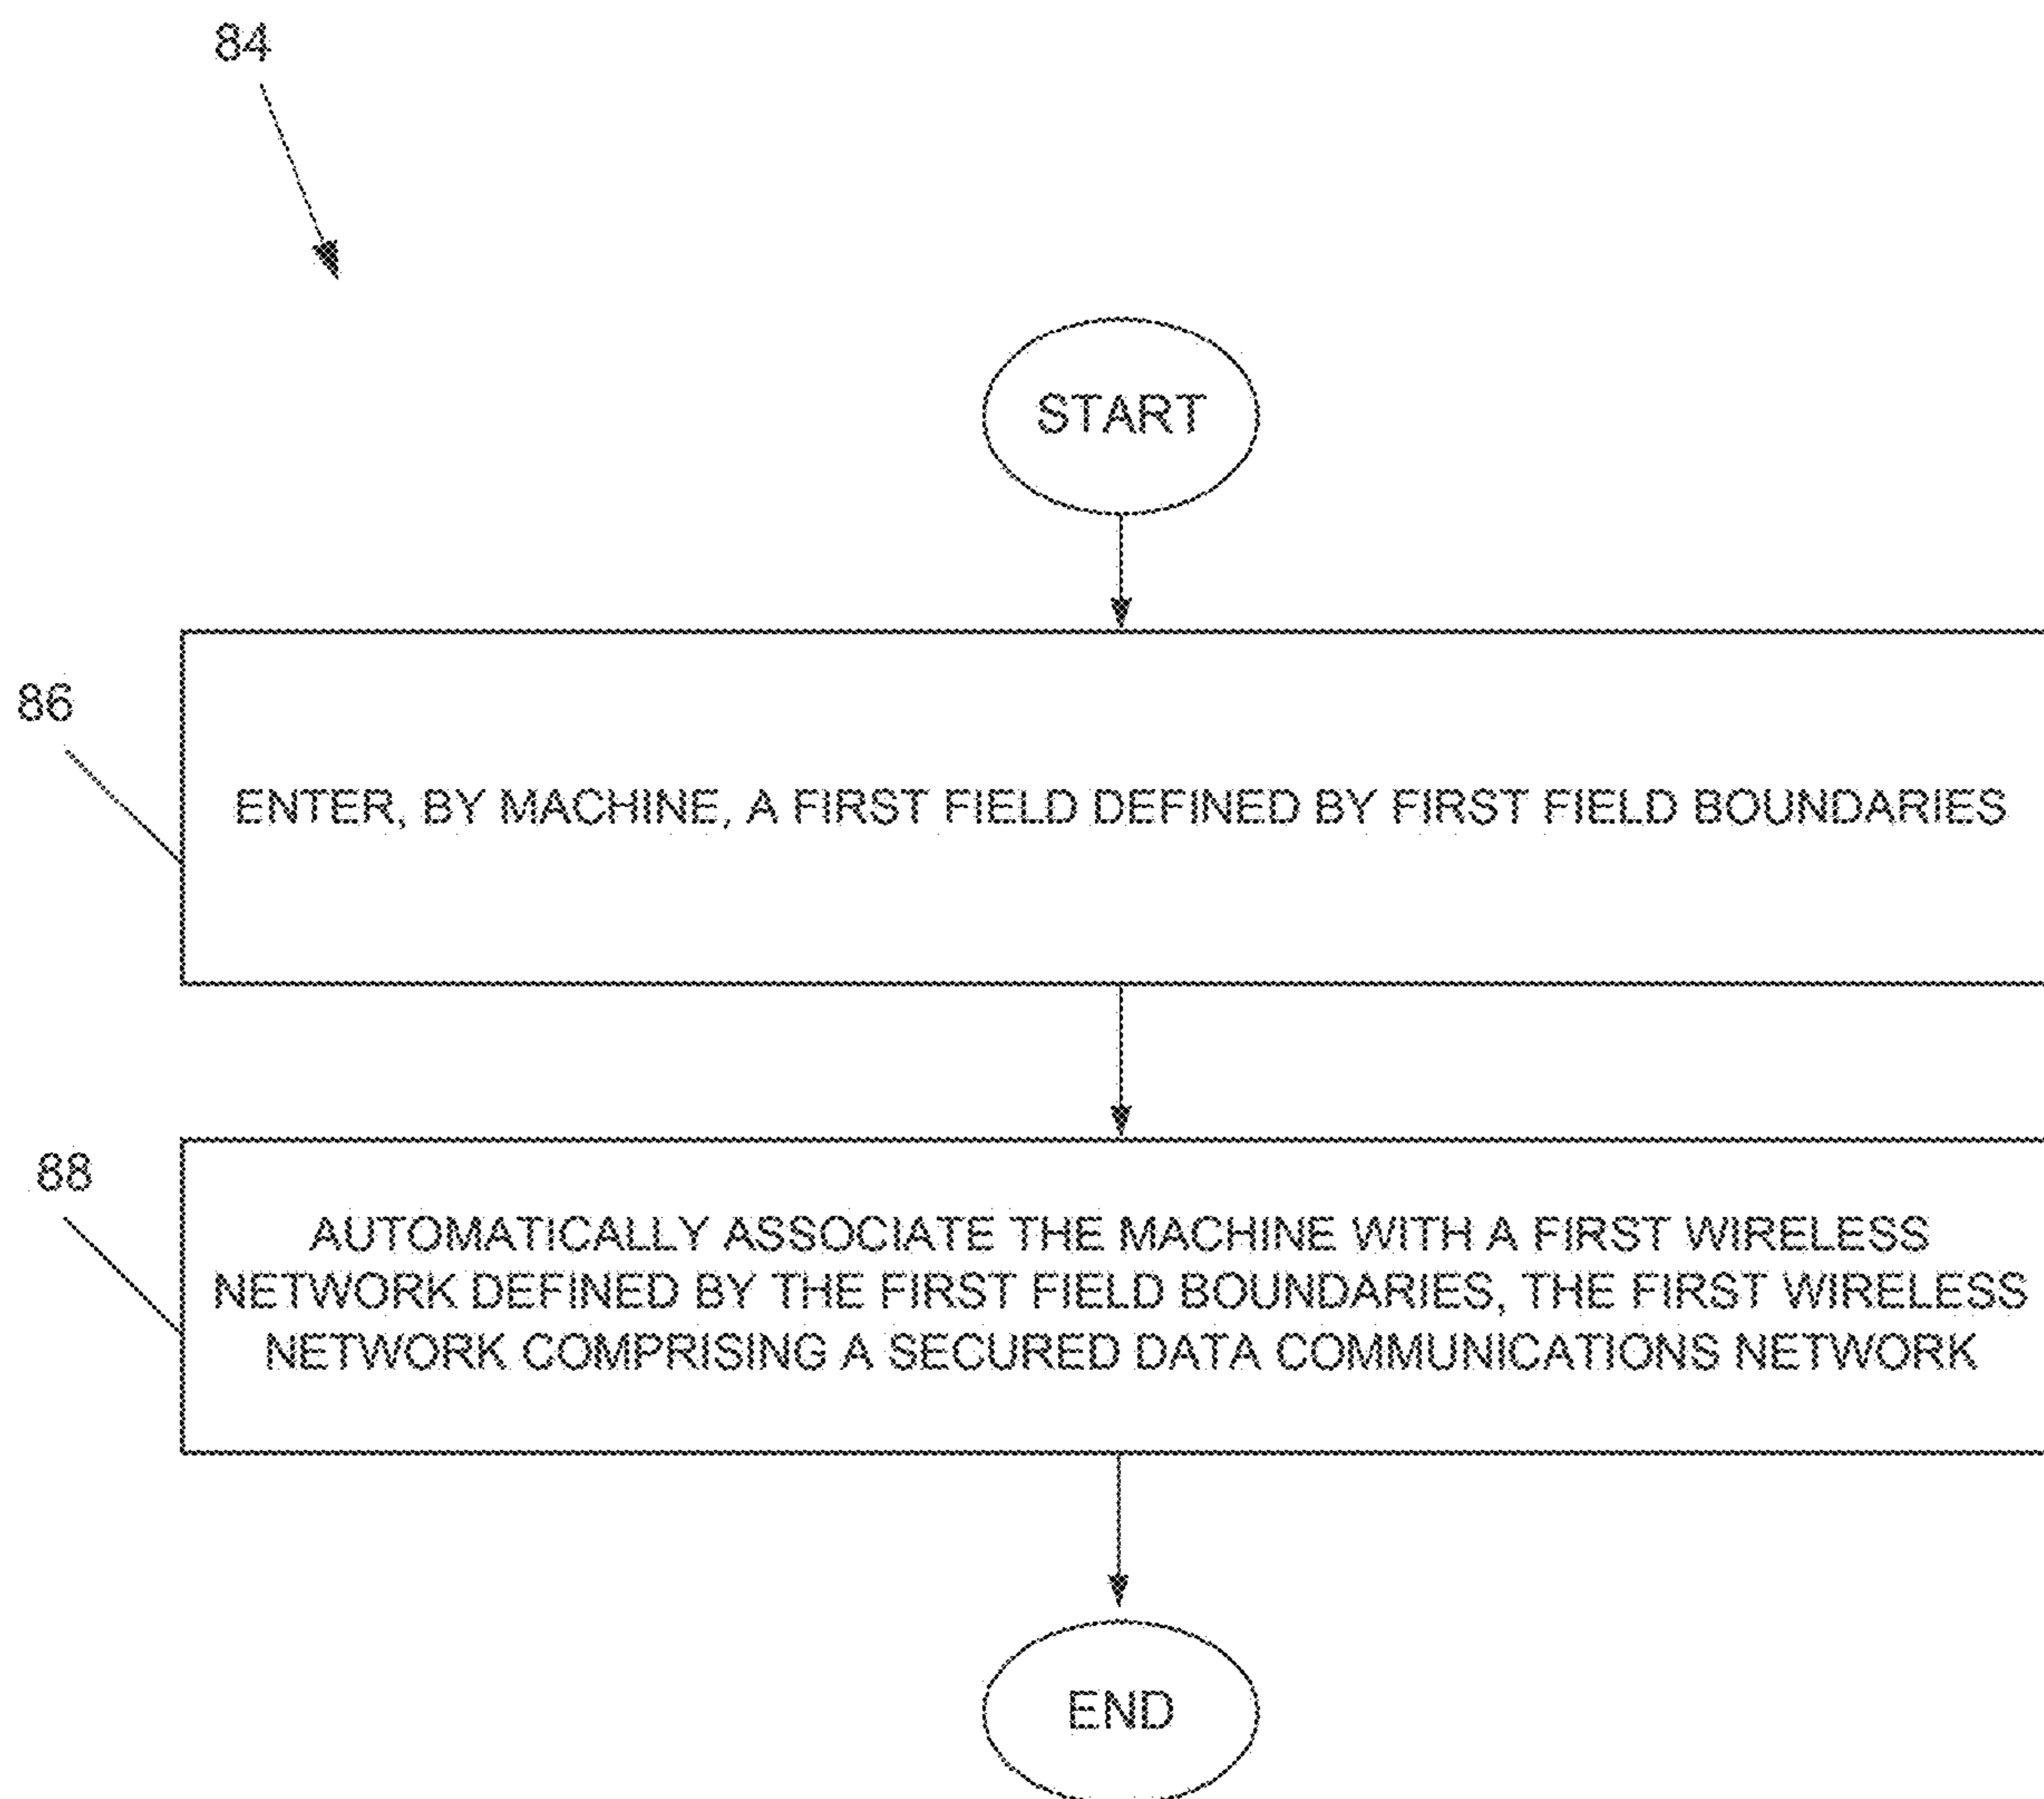 84
START
86
ENTER, BY MACHINE, A FIRST FIELD DEFINED BY FIRST FIELD BOUNDARIES
88
AUTOMATICALLY ASSOCIATE THE MACHINE WITH A FIRST WIRELESS
NETWORK DEFINED BY THE FIRST FIELD BOUNDARIES, THE FIRST WIRELESS
NETWORK COMPRISING A SECURED DATA COMMUNICATIONS NETWORK
END